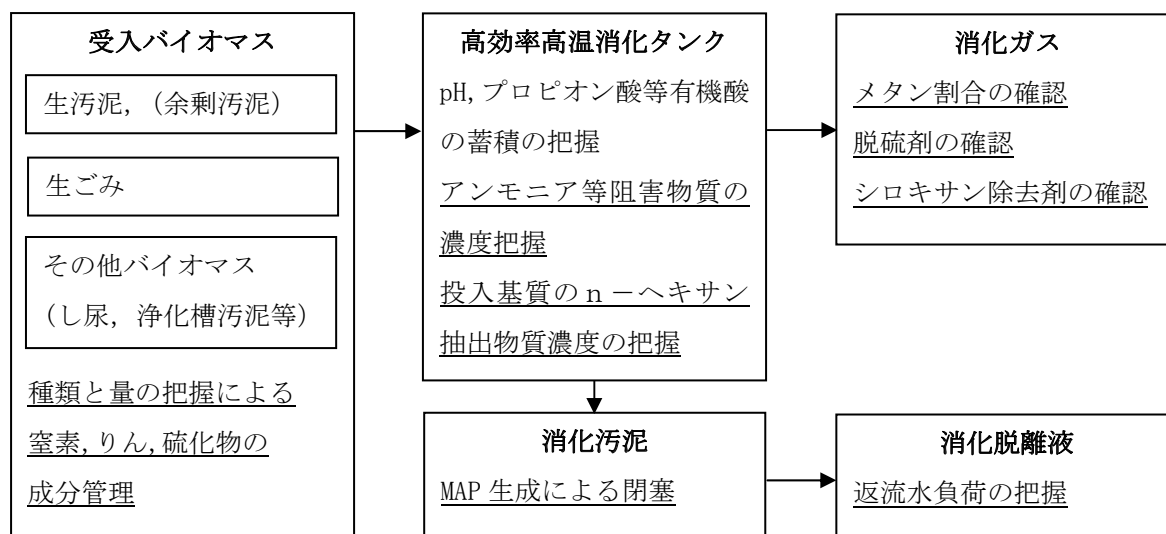 受入バイオマス
生汚泥, (余剰汚泥)
生ごみ
その他バイオマス
(し尿, 浄化槽汚泥等)
種類と量の把握による
窒素, りん, 硫化物の
成分管理
高効率高温消化タンク
pH, プロピオン酸等有機酸
の蓄積の把握
アンモニア等阻害物質の
濃度把握
投入基質のn－ヘキサン
抽出物質濃度の把握
消化ガス
メタン割合の確認
脱硫剤の確認
シロキサン除去剤の確認
消化汚泥
MAP 生成による閉塞
消化脱離液
返流水負荷の把握